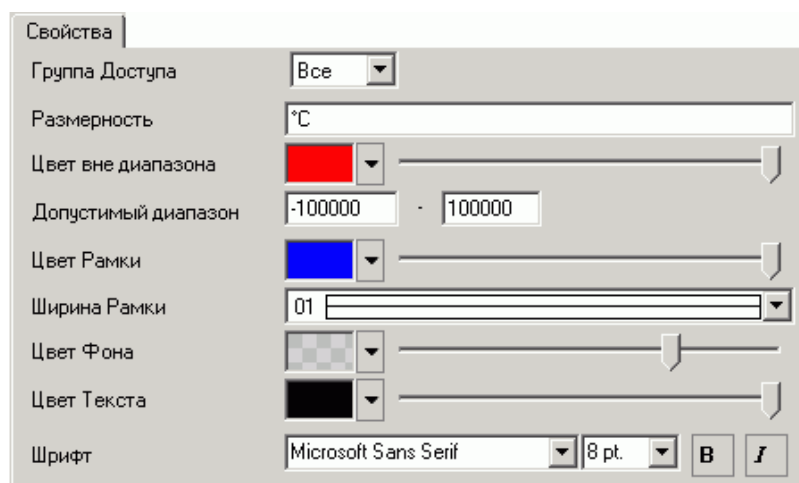 Свойства
Группа Доступа Все
Размерность °C
Цвет вне диапазона
Допустимый диапазон -100000 - 100000
Цвет Рамки
Ширина Рамки 01
Цвет Фона
Цвет Текста
Шрифт Microsoft Sans Serif 8 pt. B I